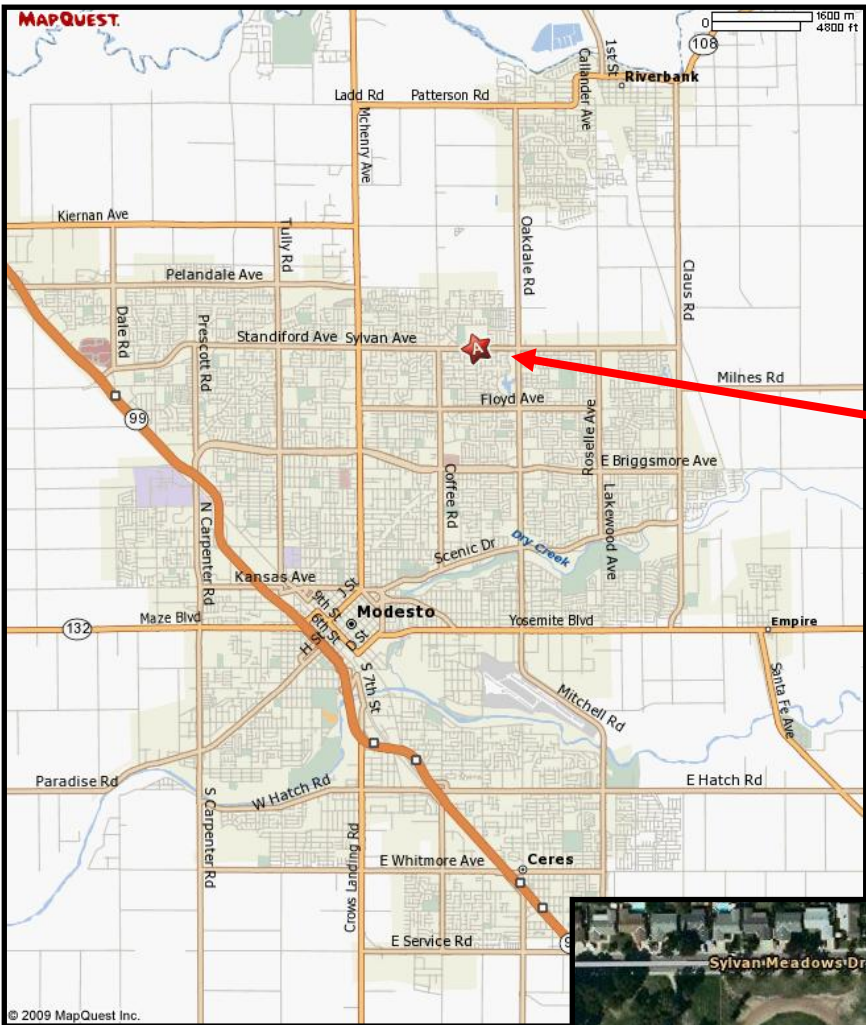 MAPQUEST.
0
1600 m
4800 ft
108
1st St
Callander Ave
Riverbank
Ladd Rd
Patterson Rd
Mchenry Ave
Kiernan Ave
Tully Rd
Oakdale Rd
Pelandale Ave
Claus Rd
Dale Rd
Prescott Rd
Standiford Ave
Sylvan Ave
A
Milnes Rd
Floyd Ave
99
Roselle Ave
E Briggsmore Ave
Coffee Rd
Lakewood Ave
N Carpenter Rd
Scenic Dr
Dry Creek
Kansas Ave
J St
9th St
Modesto
Maze Blvd
6th St
D St
Yosemite Blvd
Empire
132
H St
S 7th St
Mitchell Rd
Santa Fe Ave
Paradise Rd
W Hatch Rd
E Hatch Rd
S Carpenter Rd
Crows Landing Rd
E Whitmore Ave
Ceres
E Service Rd
Sylvan Meadows Dr
© 2009 MapQuest Inc.